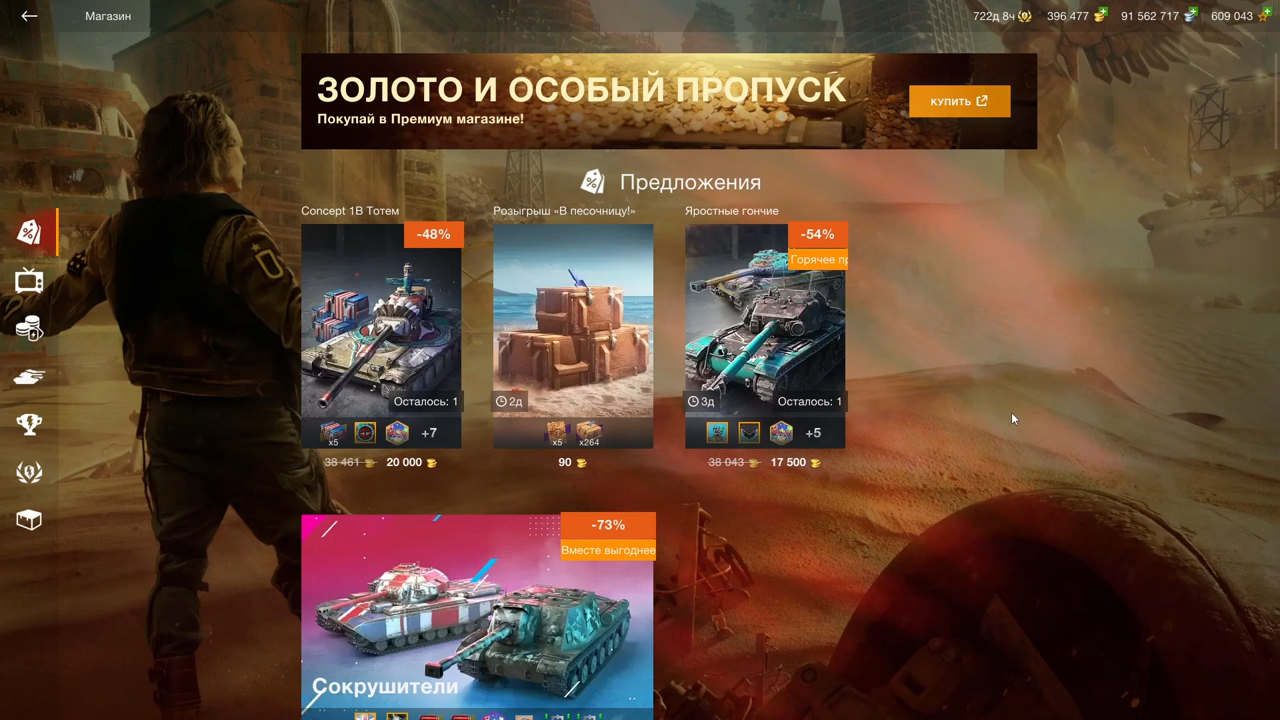 Магазин
722д 8ч
396 477
91 562 717
609 043
ЗОЛОТО И ОСОБЫЙ ПРОПУСК
Покупай в Премиум магазине!
КУПИТЬ
Предложения
Concept 1B Тотем
Розыгрыш «В песочницу!»
Яростные гончие
-48%
-54%
Горячее пр
Осталось: 1
2д
3д
Осталось: 1
x5
+7
x5
x264
+5
38 461
20 000
90
38 043
17 500
-73%
Вместе выгоднее
Сокрушители